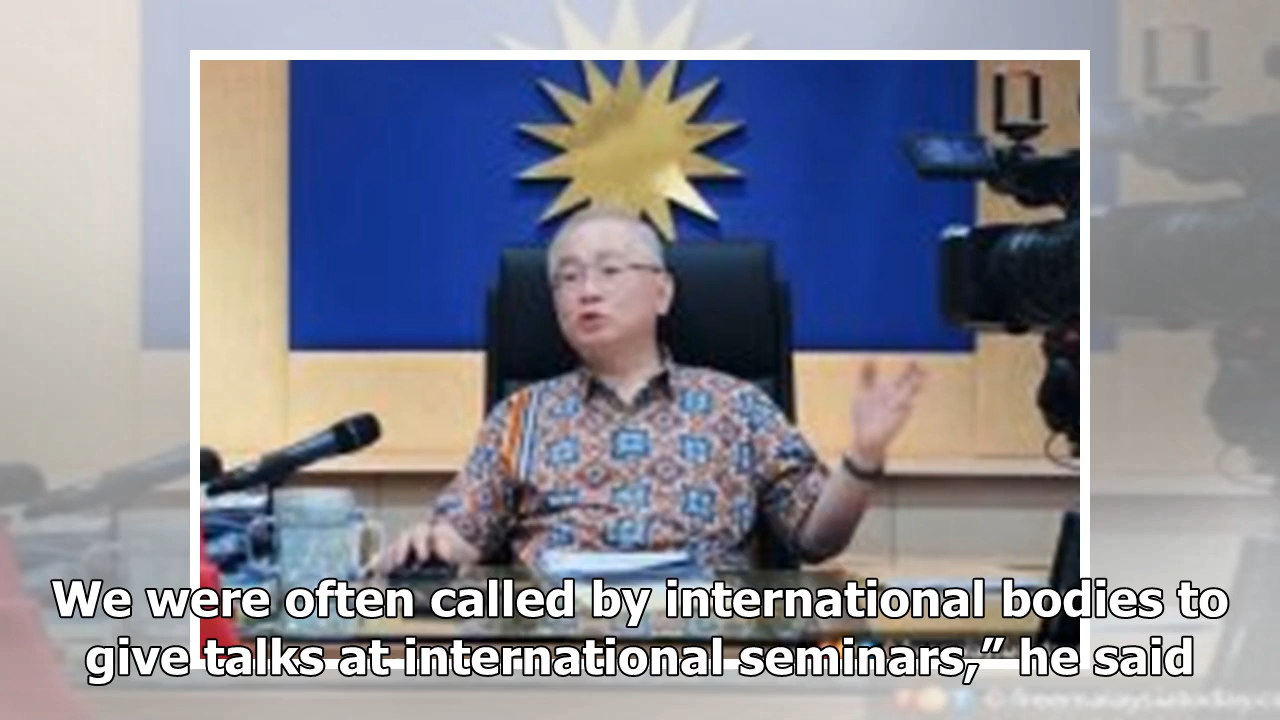 We were often called by international bodies to
give talks at international seminars,” he said